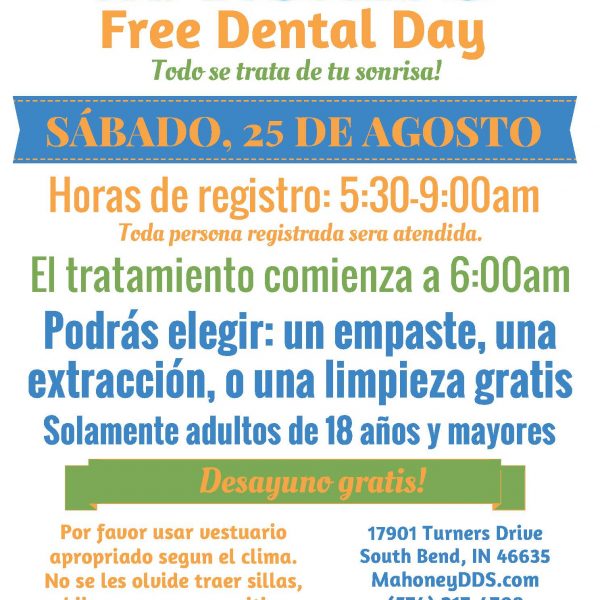 Free Dental Day
Todo se trata de tu sonrisa!
SÁBADO, 25 DE AGOSTO
Horas de registro: 5:30-9:00am
Toda persona registrada sera atendida.
El tratamiento comienza a 6:00am
Podrás elegir: un empaste, una
extracción, o una limpieza gratis
Solamente adultos de 18 años y mayores
Desayuno gratis!
Por favor usar vestuario
apropriado segun el clima.
No se les olvide traer sillas,
17901 Turners Drive
South Bend, IN 46635
MahoneyDDS.com